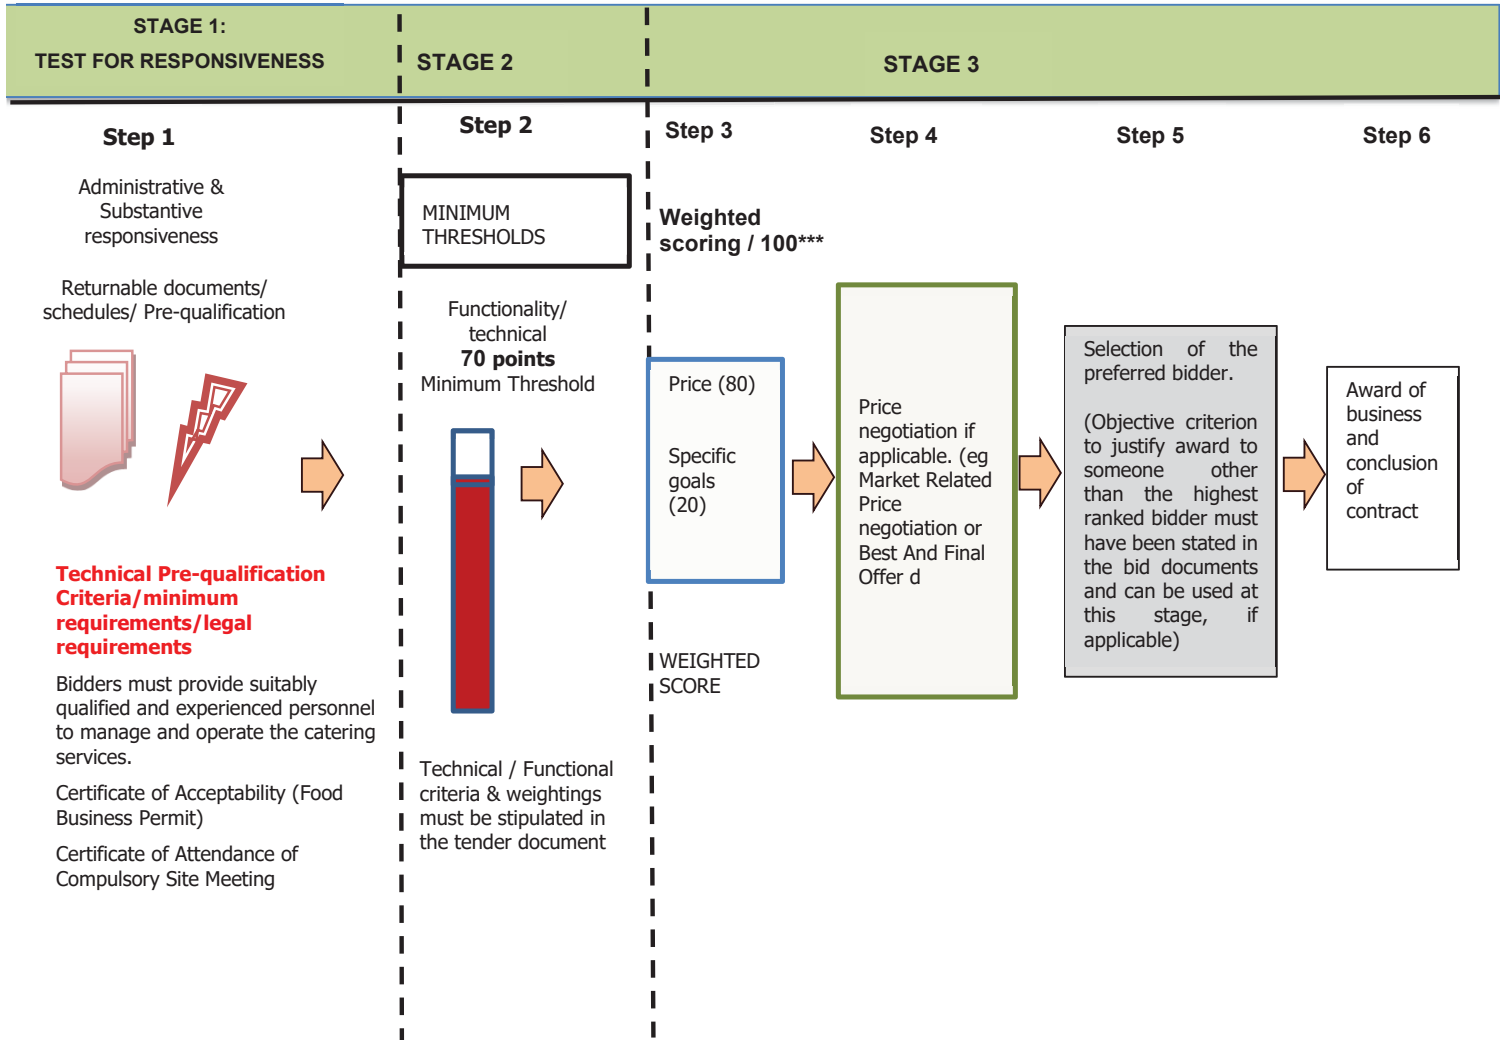 STAGE 1:
TEST FOR RESPONSIVENESS
STAGE 2
STAGE 3
Step 1
Administrative &
Substantive
responsiveness
Returnable documents/
schedules/ Pre-qualification
Technical Pre-qualification
Criteria/minimum
requirements/legal
requirements
Bidders must provide suitably
qualified and experienced personnel
to manage and operate the catering
services.
Certificate of Acceptability (Food
Business Permit)
Certificate of Attendance of
Compulsory Site Meeting
Step 2
MINIMUM
THRESHOLDS
Functionality/
technical
70 points
Minimum Threshold
Technical / Functional
criteria & weightings
must be stipulated in
the tender document
Step 3
Weighted
scoring / 100***
Price (80)
Specific
goals
(20)
WEIGHTED
SCORE
Step 4
Price
negotiation if
applicable. (eg
Market Related
Price
negotiation or
Best And Final
Offer d
Step 5
Selection of the
preferred bidder.
(Objective criterion
to justify award to
someone other
than the highest
ranked bidder must
have been stated in
the bid documents
and can be used at
this stage, if
applicable)
Step 6
Award of
business
and
conclusion
of
contract